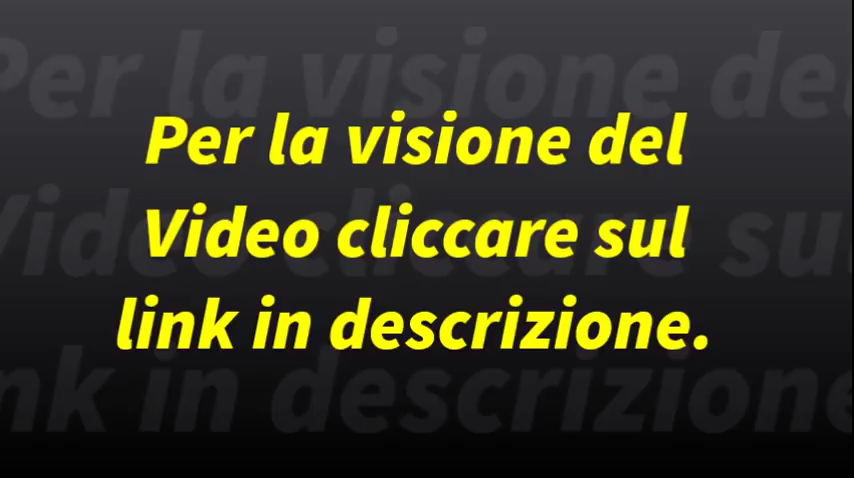 Per la visione del
Video cliccare sul
link in descrizione.